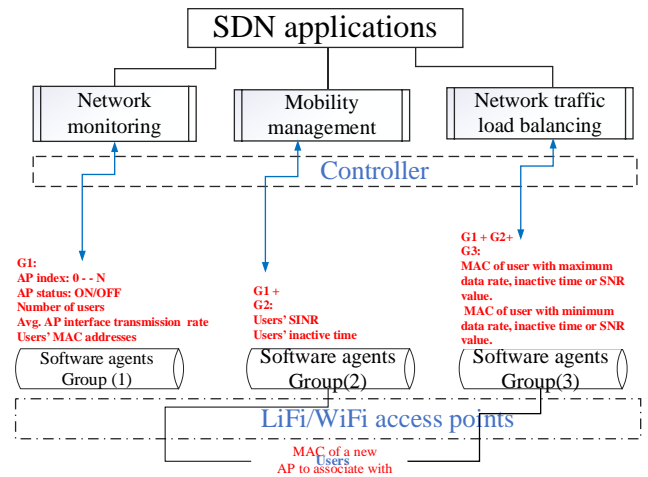 SDN applications
Network
monitoring
Mobility
management
Network traffic
load balancing
Controller
G1:
AP index: 0 - - N
AP status: ON/OFF
Number of users
Avg. AP interface transmission rate
Users' MAC addresses
G1 +
G2:
Users' SINR
Users' inactive time
G1 + G2+
G3:
MAC of user with maximum
data rate, inactive time or SNR
value.
MAC of user with minimum
data rate, inactive time or SNR
value.
Software agents
Group (1)
Software agents
Group(2)
Software agents
Group(3)
LiFi/WiFi access points
MAC of a new
Users
AP to associate with